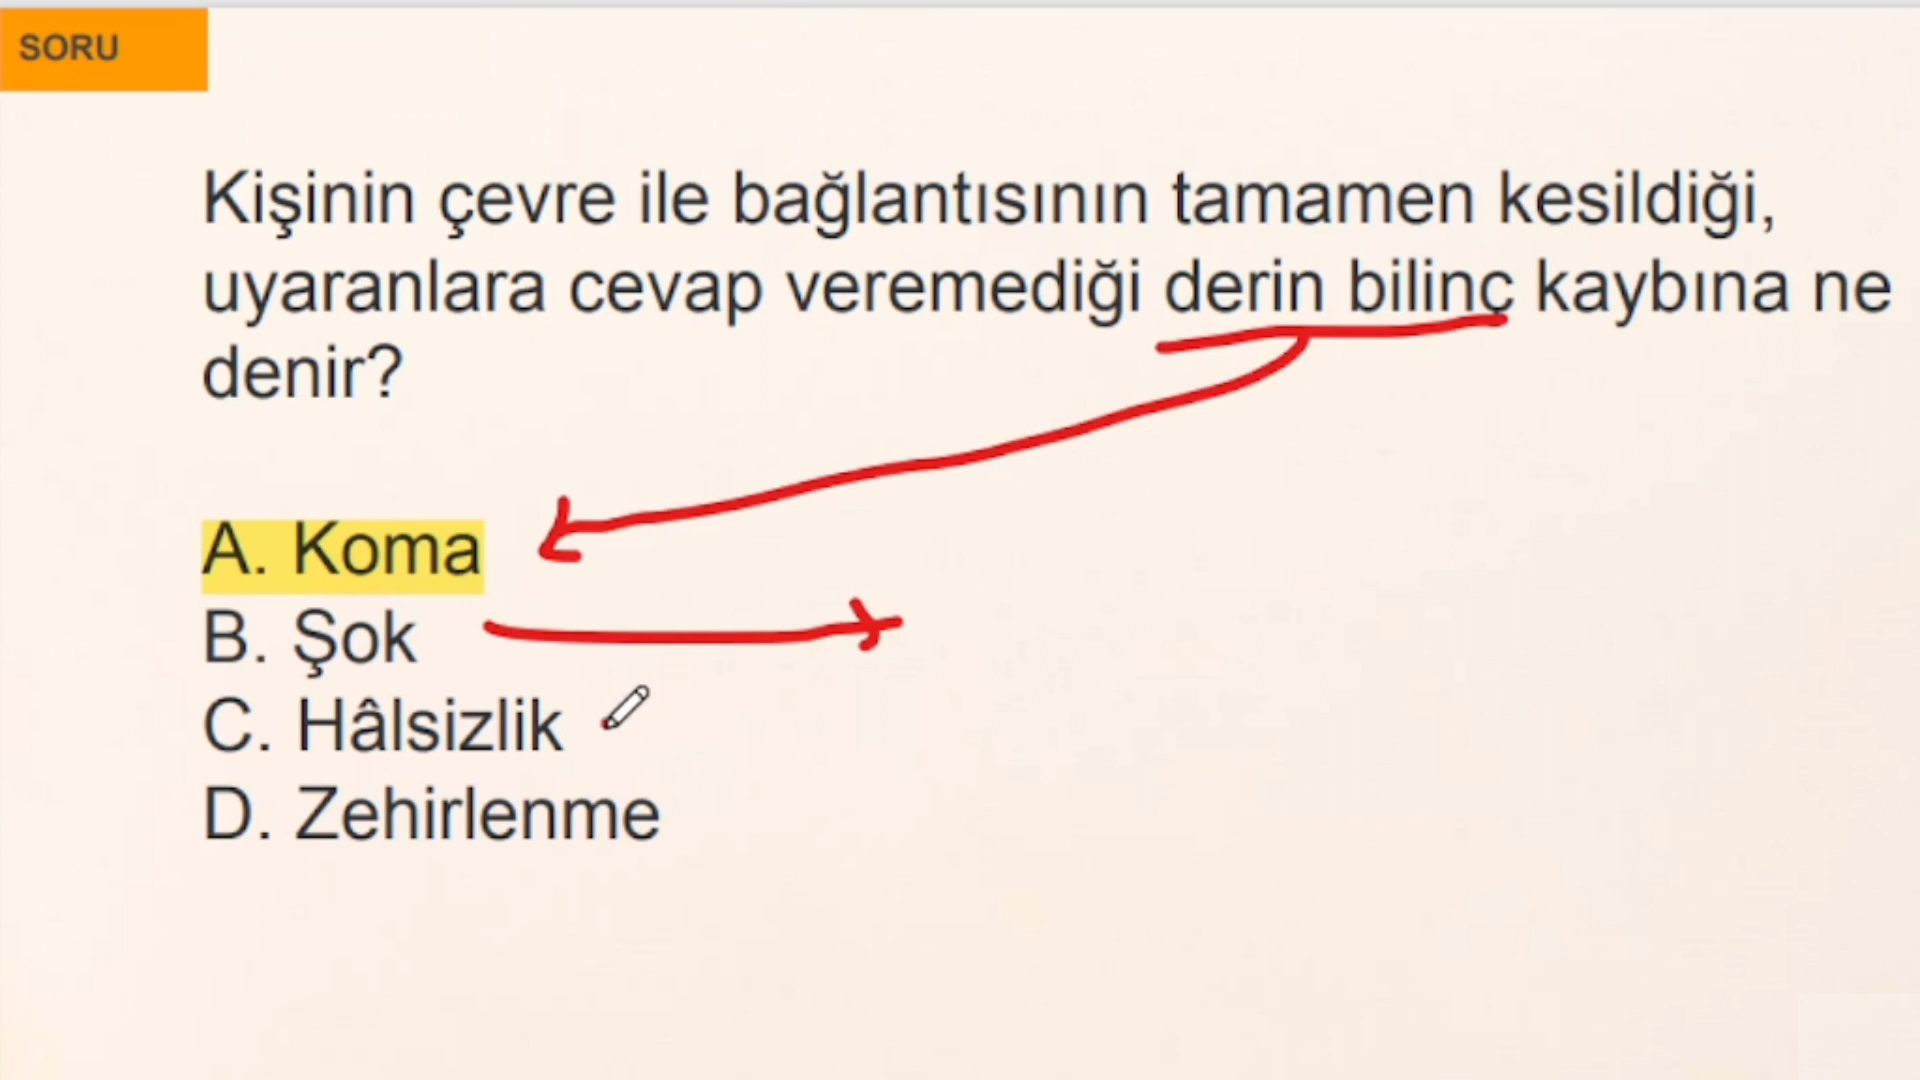 SORU
Kişinin çevre ile bağlantısının tamamen kesildiği,
uyaranlara cevap veremediği derin bilinç kaybına ne
denir?
A. Koma
B. Şok
C. Hâlsizlik
D. Zehirlenme